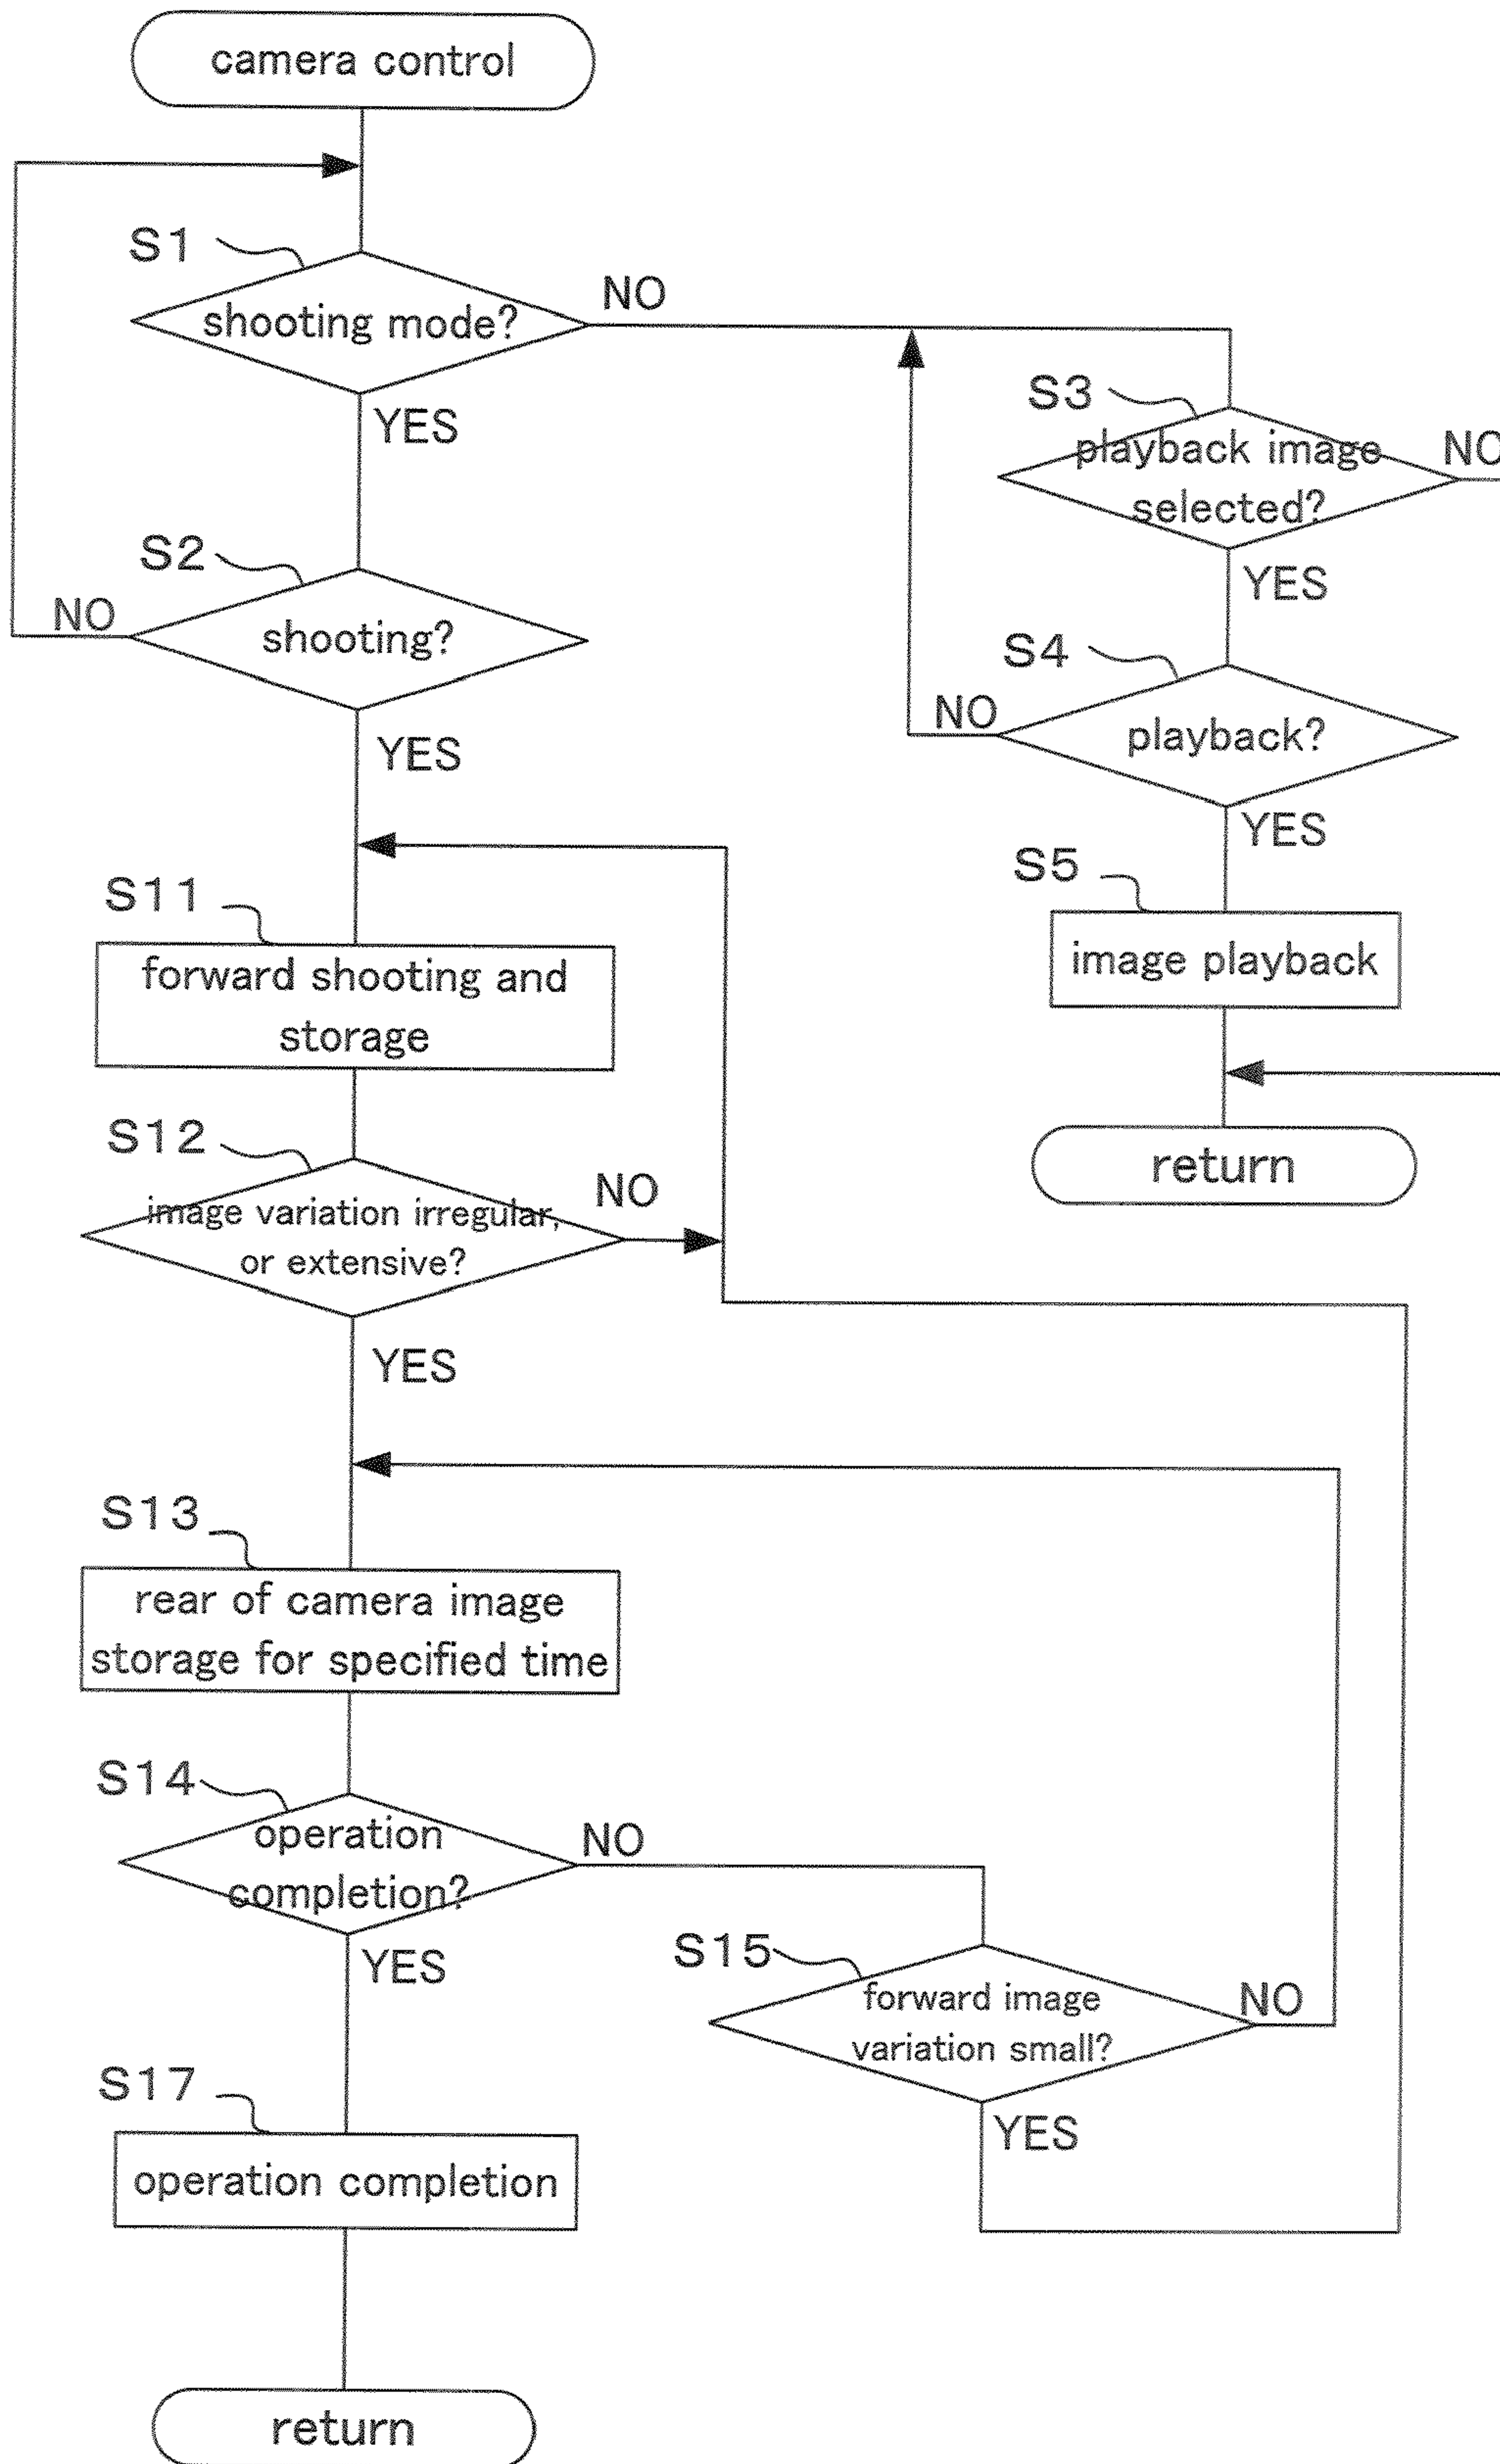 camera control
S1
shooting mode?
NO
YES
S2
shooting?
NO
YES
S3
playback image
selected?
NO
YES
S4
playback?
NO
YES
S5
image playback
return
S11
forward shooting and
storage
S12
image variation irregular,
or extensive?
NO
YES
S13
rear of camera image
storage for specified time
S14
operation
completion?
NO
YES
S15
forward image
variation small?
NO
YES
S17
operation completion
return